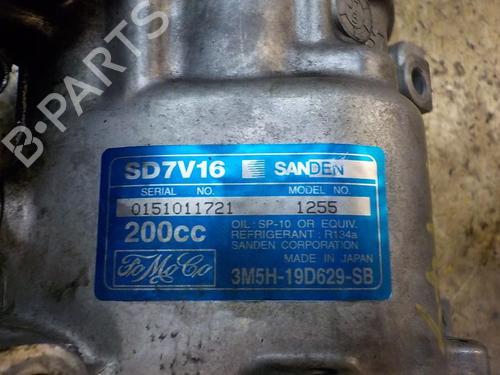 B-PARTS
SD7V16 SANDEN
SERIAL NO. MODEL NO.
0151011721 1255
200cc OIL: SP-10 OR EQUIV.
REFRIGERANT: R134a
SANDEN CORPORATION
MADE IN JAPAN
FoMoCo 3M5H-19D629-SB